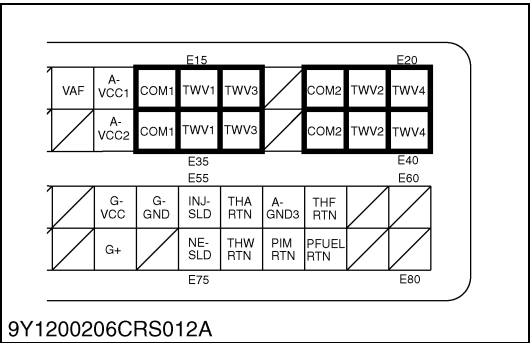 E15 E20
VAF A-VCC1 COM1 TWV1 TWV3 COM2 TWV2 TWV4
A-VCC2 COM1 TWV1 TWV3 COM2 TWV2 TWV4
E35 E40
E55 E60
G-VCC G-GND INJ-SLD THA RTN A-GND3 THF RTN
G+ NE-SLD THW RTN PIM RTN PFUEL RTN
E75 E80
9Y1200206CRS012A